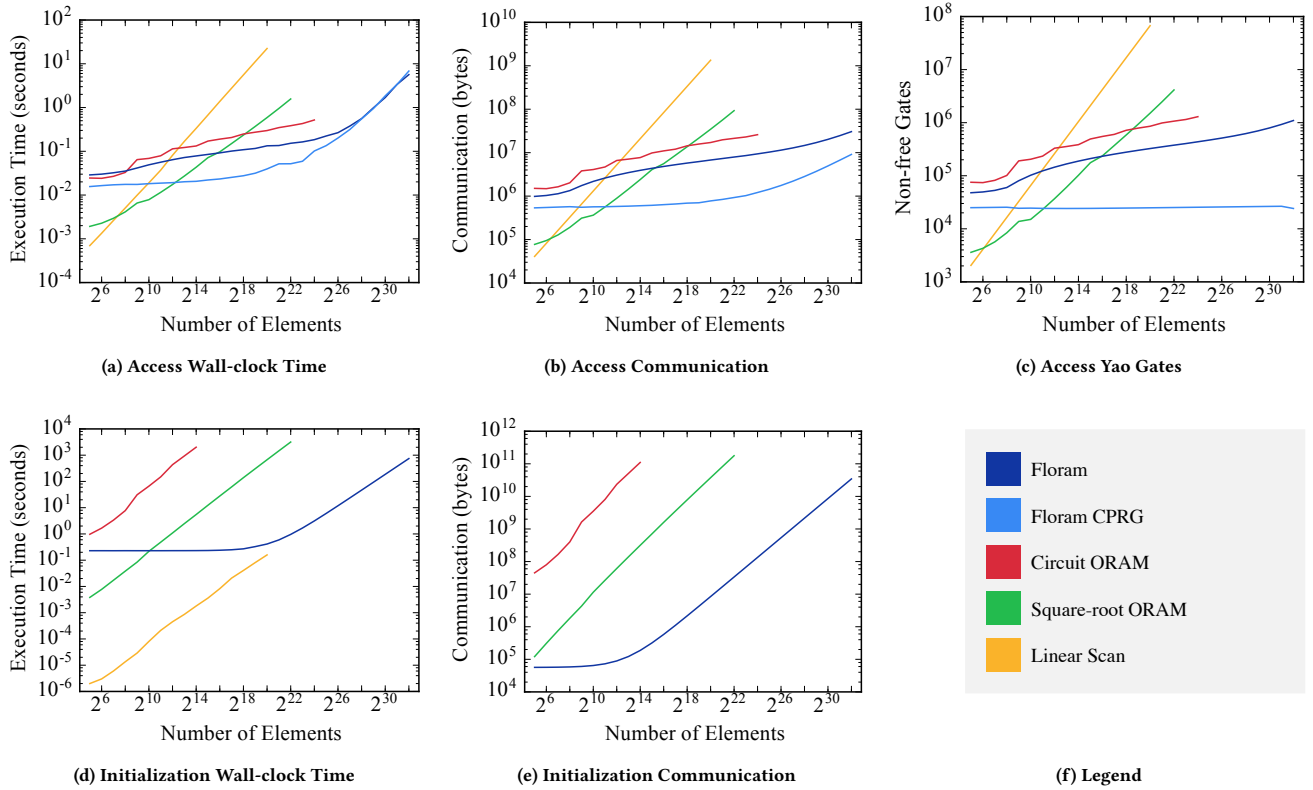 Execution Time (seconds)
10^2
10^1
10^0
10^-1
10^-2
10^-3
10^-4
2^6 2^10 2^14 2^18 2^22 2^26 2^30
Number of Elements
(a) Access Wall-clock Time
Communication (bytes)
10^10
10^9
10^8
10^7
10^6
10^5
10^4
2^6 2^10 2^14 2^18 2^22 2^26 2^30
Number of Elements
(b) Access Communication
Non-free Gates
10^8
10^7
10^6
10^5
10^4
10^3
2^6 2^10 2^14 2^18 2^22 2^26 2^30
Number of Elements
(c) Access Yao Gates
Execution Time (seconds)
10^4
10^3
10^2
10^1
10^0
10^-1
10^-2
10^-3
10^-4
10^-5
10^-6
2^6 2^10 2^14 2^18 2^22 2^26 2^30
Number of Elements
(d) Initialization Wall-clock Time
Communication (bytes)
10^12
10^11
10^10
10^9
10^8
10^7
10^6
10^5
10^4
2^6 2^10 2^14 2^18 2^22 2^26 2^30
Number of Elements
(e) Initialization Communication
Floram
Floram CPRG
Circuit ORAM
Square-root ORAM
Linear Scan
(f) Legend